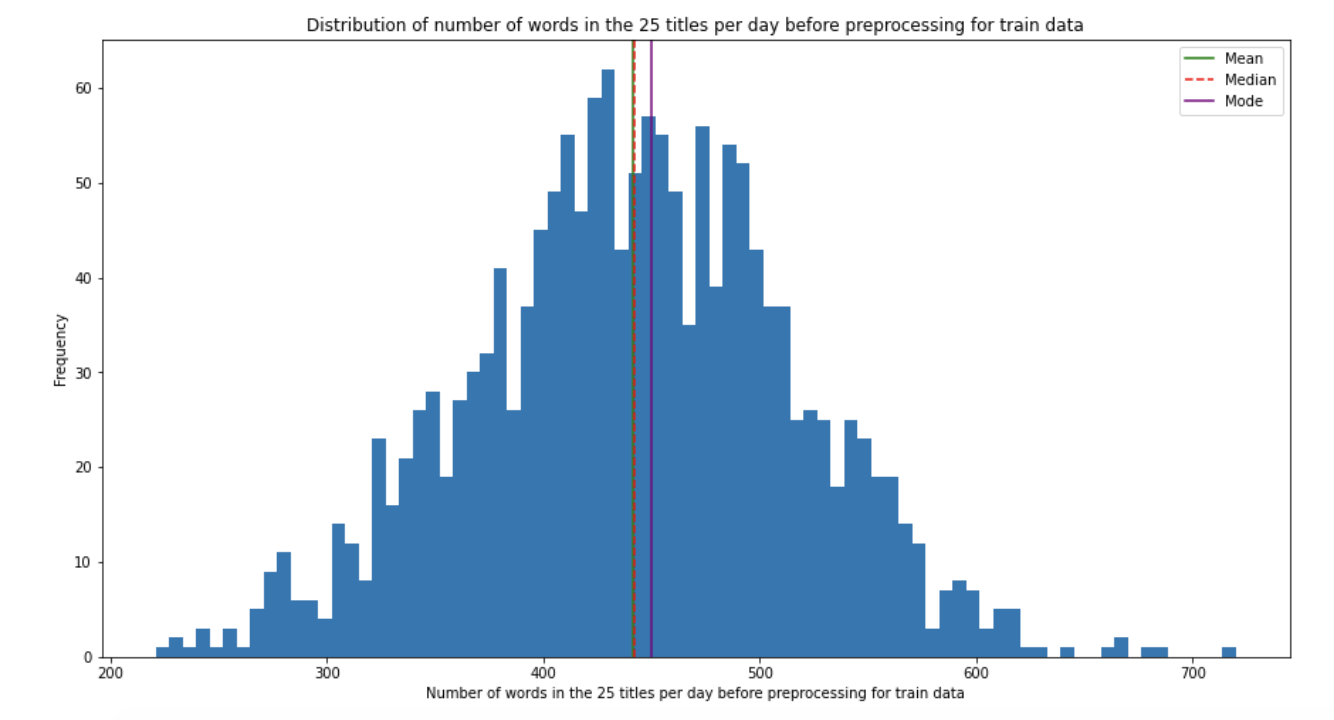 Distribution of number of words in the 25 titles per day before preprocessing for train data
Mean
Median
Mode
60
50
40
30
20
10
0
Frequency
200 300 400 500 600 700
Number of words in the 25 titles per day before preprocessing for train data